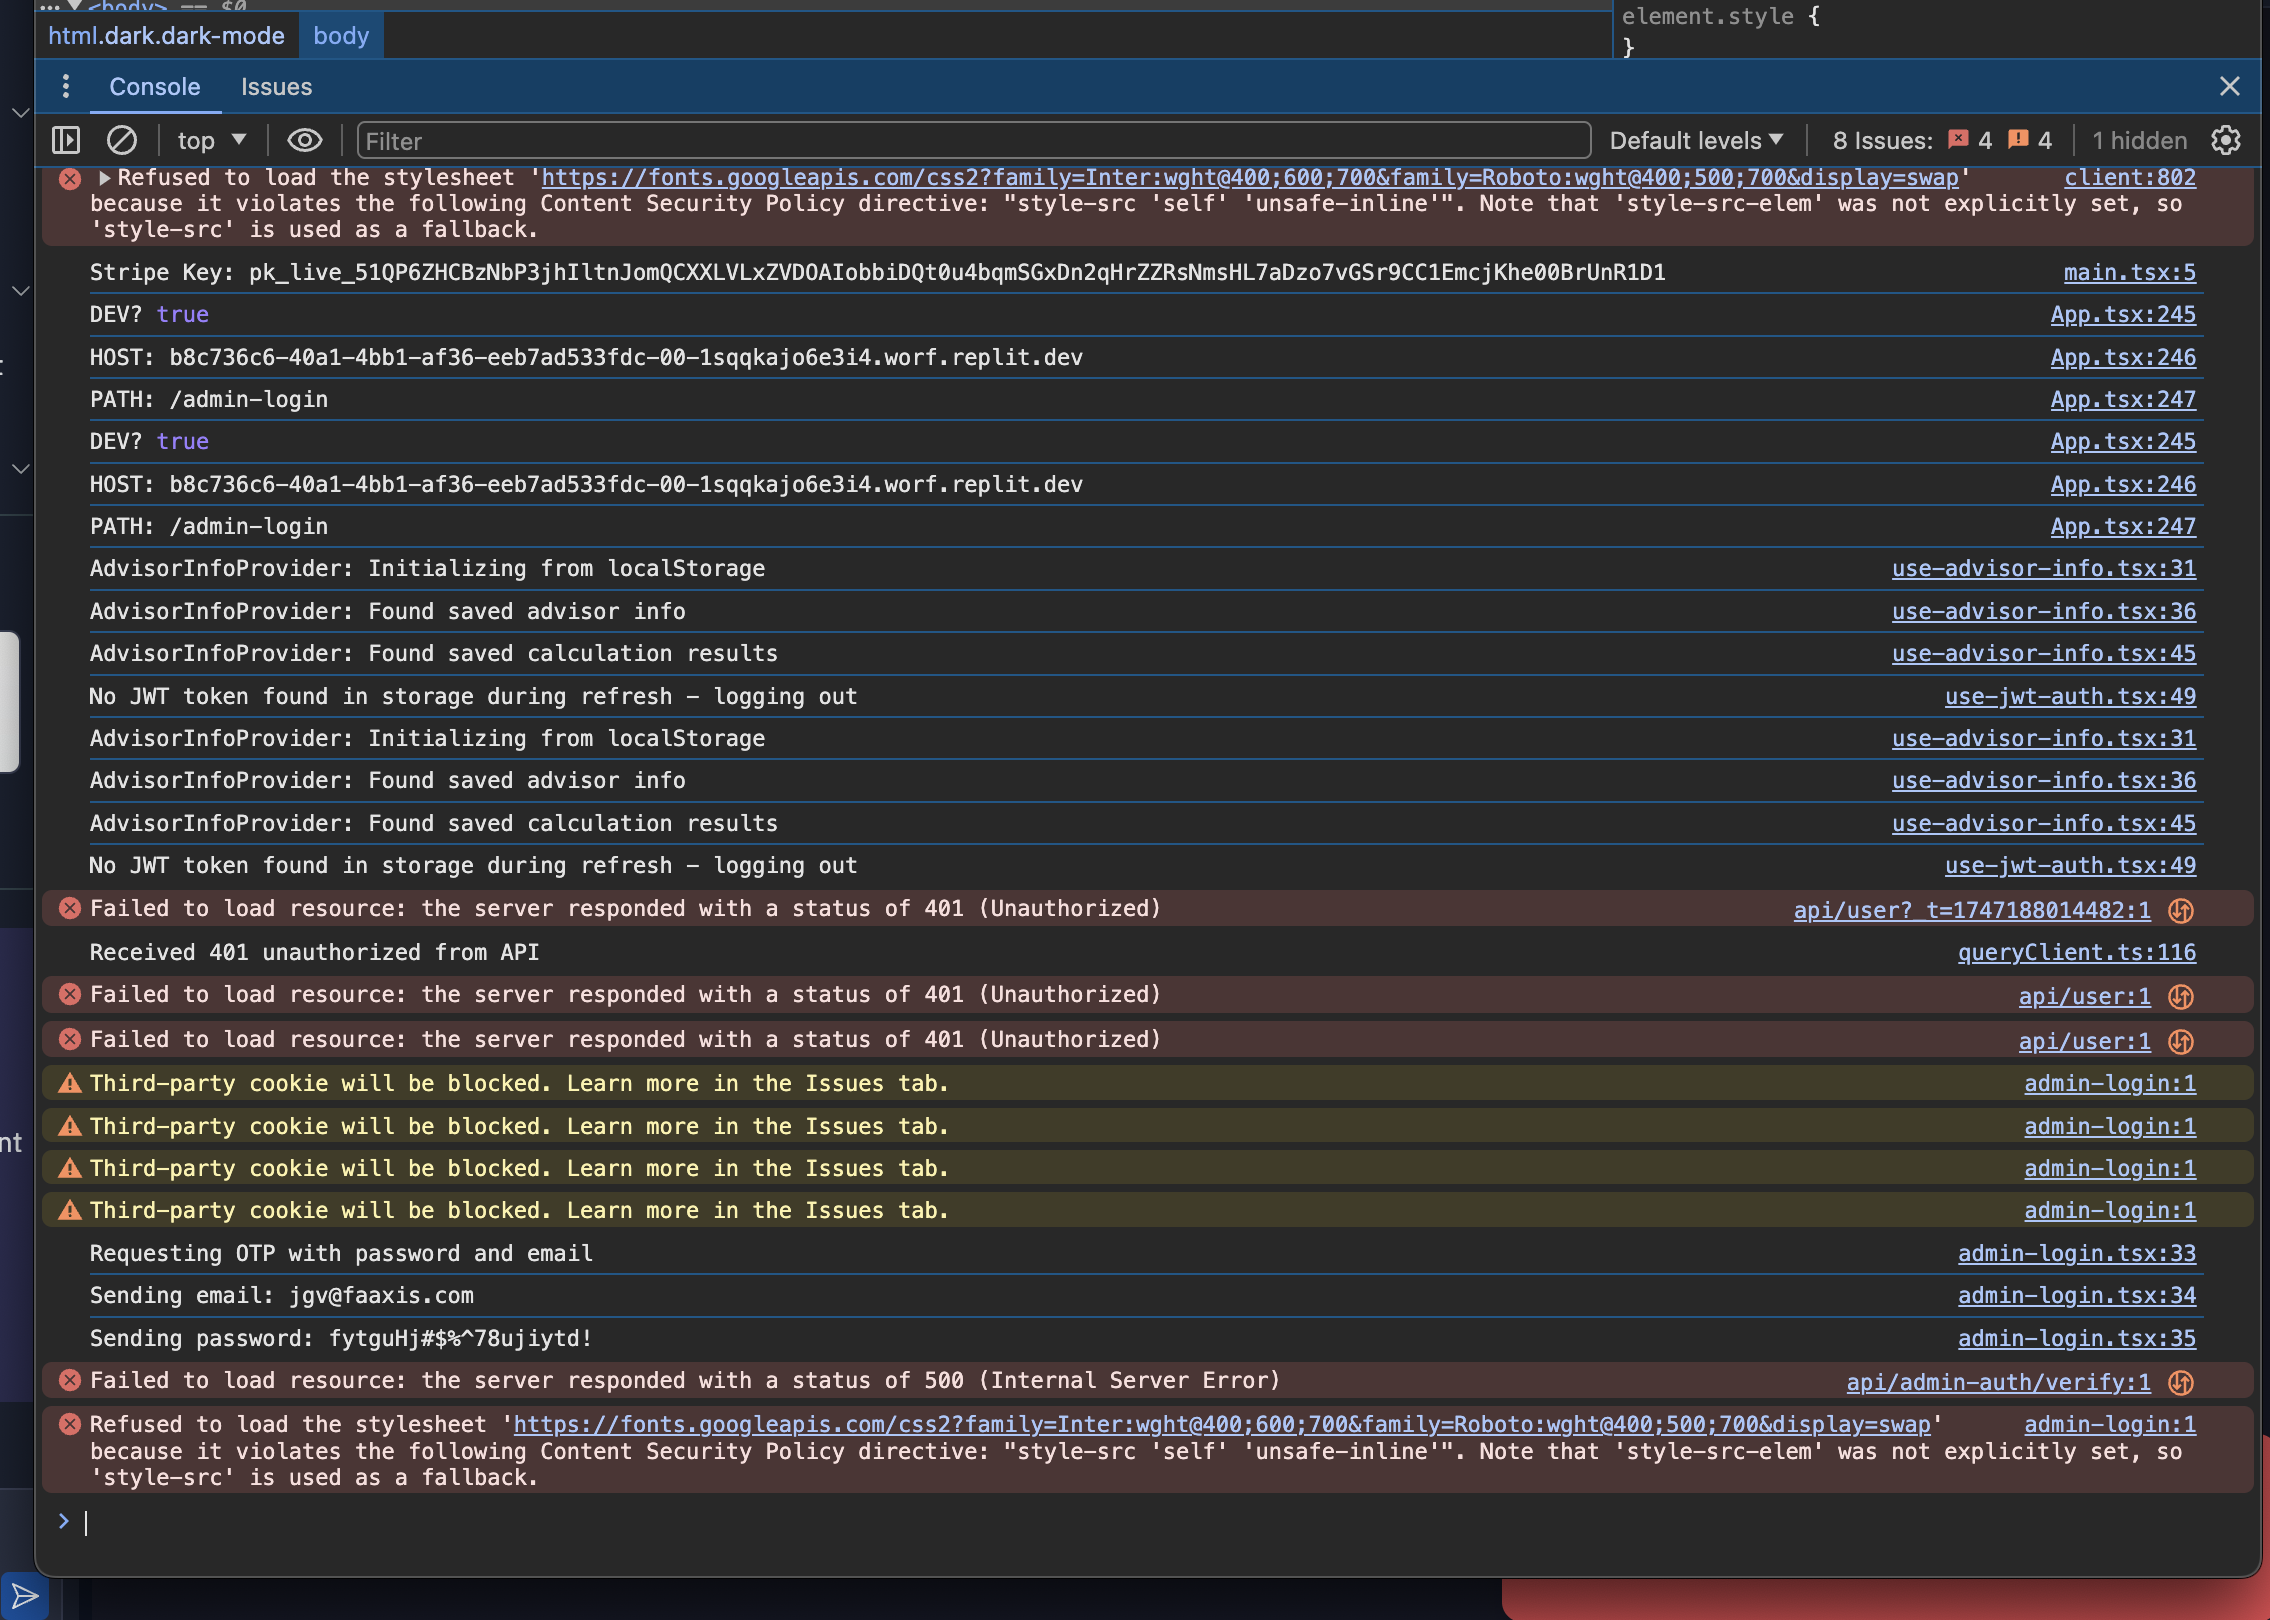 html.dark.dark-mode body
element.style {
}
Console Issues
top Filter Default levels 8 Issues: 4 4 1 hidden
Refused to load the stylesheet 'https://fonts.googleapis.com/css2?family=Inter:wght@400;600;700&family=Roboto:wght@400;500;700&display=swap' client:802
because it violates the following Content Security Policy directive: "style-src 'self' 'unsafe-inline'". Note that 'style-src-elem' was not explicitly set, so
'style-src' is used as a fallback.
Stripe Key: pk_live_51QP6ZHCBzNbP3jhIltnJomQCXXLVLxZVDOAIobbiDQt0u4bqmSGxDn2qHrZZRsNmsHL7aDzo7vGSr9CC1EmcjKhe00BrUnR1D1 main.tsx:5
DEV? true App.tsx:245
HOST: b8c736c6-40a1-4bb1-af36-eeb7ad533fdc-00-1sqqkajo6e3i4.worf.replit.dev App.tsx:246
PATH: /admin-login App.tsx:247
DEV? true App.tsx:245
HOST: b8c736c6-40a1-4bb1-af36-eeb7ad533fdc-00-1sqqkajo6e3i4.worf.replit.dev App.tsx:246
PATH: /admin-login App.tsx:247
AdvisorInfoProvider: Initializing from localStorage use-advisor-info.tsx:31
AdvisorInfoProvider: Found saved advisor info use-advisor-info.tsx:36
AdvisorInfoProvider: Found saved calculation results use-advisor-info.tsx:45
No JWT token found in storage during refresh - logging out use-jwt-auth.tsx:49
AdvisorInfoProvider: Initializing from localStorage use-advisor-info.tsx:31
AdvisorInfoProvider: Found saved advisor info use-advisor-info.tsx:36
AdvisorInfoProvider: Found saved calculation results use-advisor-info.tsx:45
No JWT token found in storage during refresh - logging out use-jwt-auth.tsx:49
Failed to load resource: the server responded with a status of 401 (Unauthorized) api/user?_t=1747188014482:1
Received 401 unauthorized from API queryClient.ts:116
Failed to load resource: the server responded with a status of 401 (Unauthorized) api/user:1
Failed to load resource: the server responded with a status of 401 (Unauthorized) api/user:1
Third-party cookie will be blocked. Learn more in the Issues tab. admin-login:1
Third-party cookie will be blocked. Learn more in the Issues tab. admin-login:1
Third-party cookie will be blocked. Learn more in the Issues tab. admin-login:1
Third-party cookie will be blocked. Learn more in the Issues tab. admin-login:1
Requesting OTP with password and email admin-login.tsx:33
Sending email: jgv@faaxis.com admin-login.tsx:34
Sending password: fytguHj#$%^78ujiytd! admin-login.tsx:35
Failed to load resource: the server responded with a status of 500 (Internal Server Error) api/admin-auth/verify:1
Refused to load the stylesheet 'https://fonts.googleapis.com/css2?family=Inter:wght@400;600;700&family=Roboto:wght@400;500;700&display=swap' admin-login:1
because it violates the following Content Security Policy directive: "style-src 'self' 'unsafe-inline'". Note that 'style-src-elem' was not explicitly set, so
'style-src' is used as a fallback.